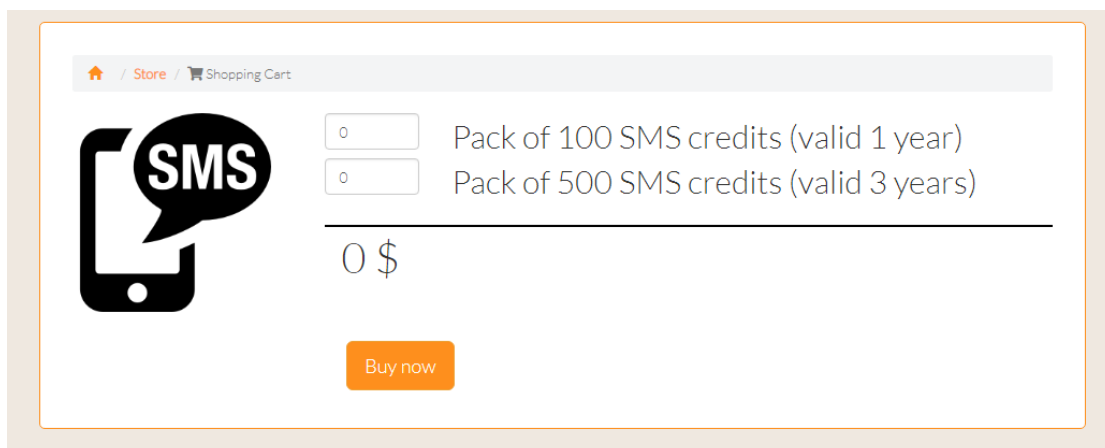 / Store / Shopping Cart
SMS
0 Pack of 100 SMS credits (valid 1 year)
0 Pack of 500 SMS credits (valid 3 years)
0 $
Buy now